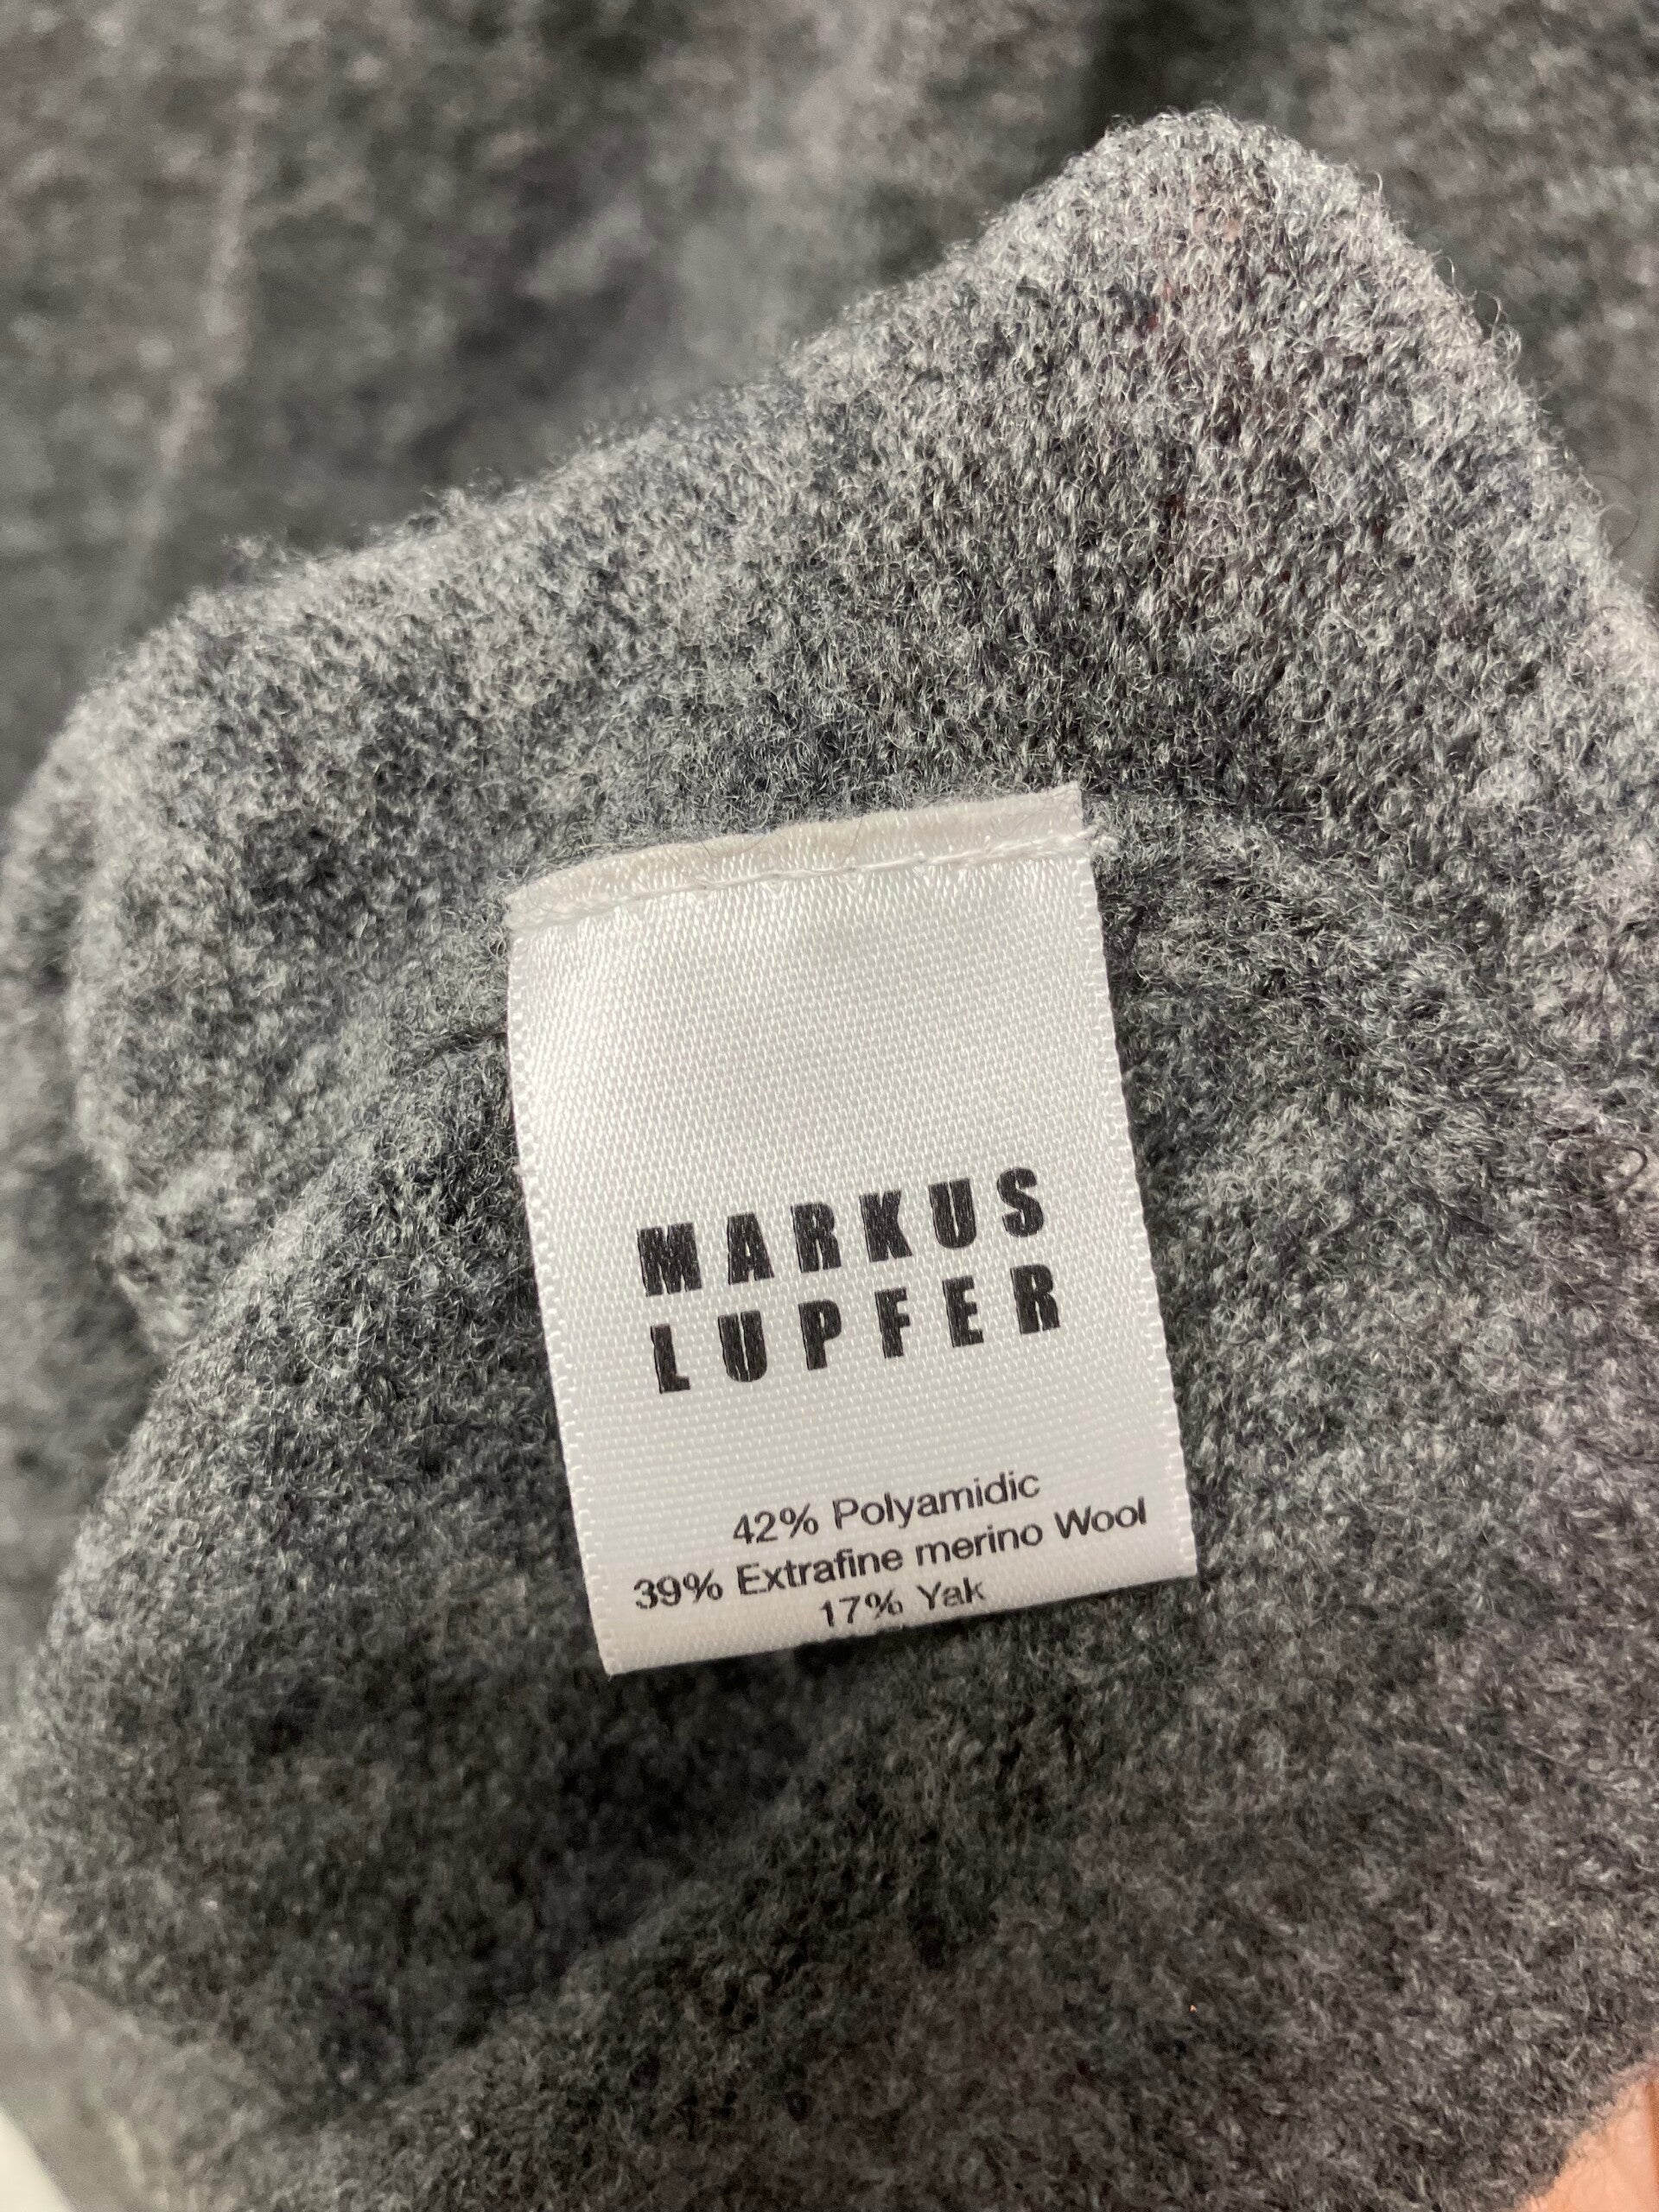 MARKUS
LUPFER
42% Polyamidic
39% Extrafine merino Wool
17% Yak